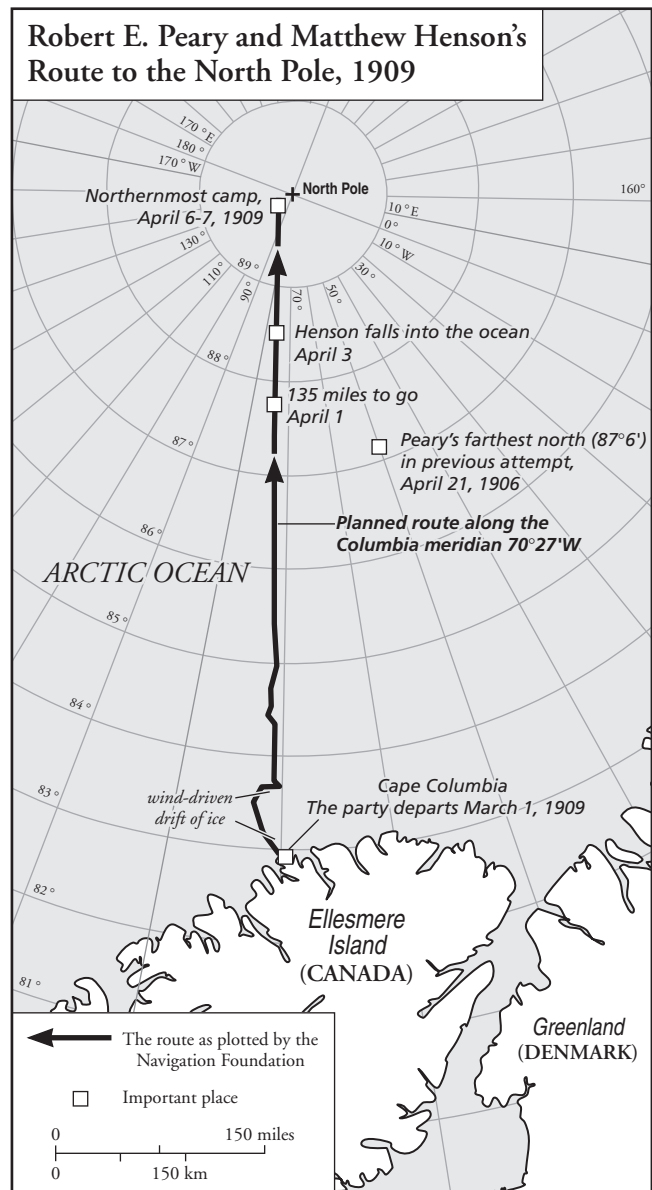 Robert E. Peary and Matthew Henson's
Route to the North Pole, 1909
170°E
180°
170°W
North Pole
160°
Northernmost camp,
April 6-7, 1909
10°E
0°
10°W
130°
110°
89°
90°
70°
50°
30°
Henson falls into the ocean
April 3
88°
135 miles to go
April 1
87°
Peary's farthest north (87°6')
in previous attempt,
April 21, 1906
86°
Planned route along the
Columbia meridian 70°27'W
ARCTIC OCEAN
85°
84°
83°
wind-driven
drift of ice
Cape Columbia
The party departs March 1, 1909
82°
Ellesmere
Island
(CANADA)
81°
Greenland
(DENMARK)
The route as plotted by the
Navigation Foundation
Important place
0 150 miles
0 150 km